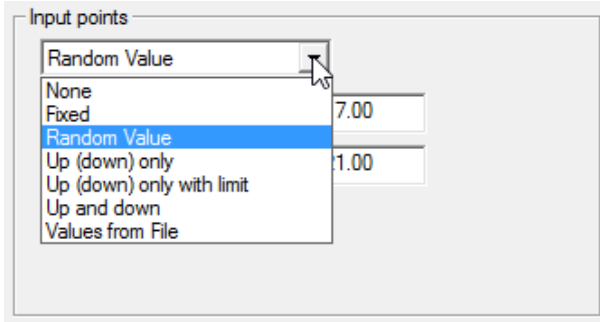 Input points
Random Value
None
Fixed
Random Value
Up (down) only
Up (down) only with limit
Up and down
Values from File